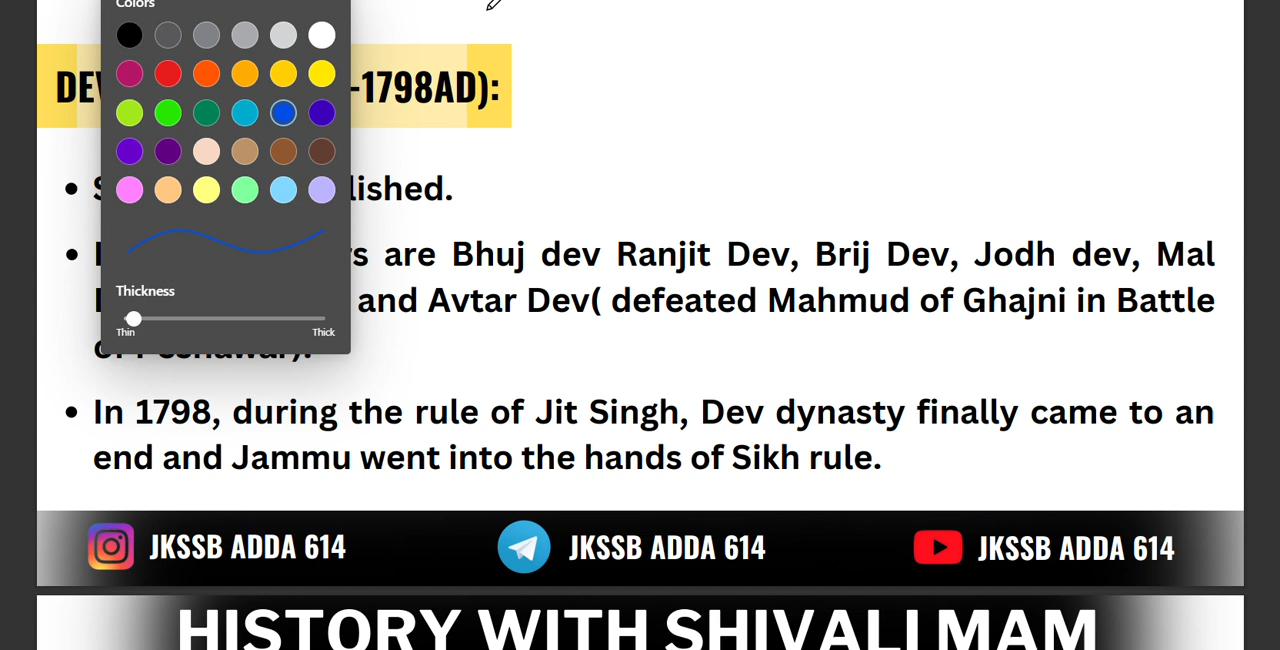 Colors
-1798AD):
lished.
are Bhuj dev Ranjit Dev, Brij Dev, Jodh dev, Mal
and Avtar Dev( defeated Mahmud of Ghajni in Battle
Thickness
Thin Thick
In 1798, during the rule of Jit Singh, Dev dynasty finally came to an
end and Jammu went into the hands of Sikh rule.
JKSSB ADDA 614 JKSSB ADDA 614 JKSSB ADDA 614
HISTORY WITH SHIVALI MAM